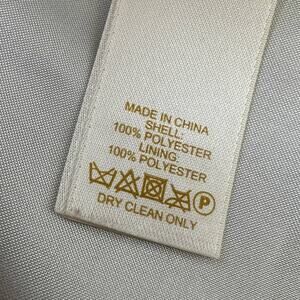 MADE IN CHINA
SHELL:
100% POLYESTER
LINING:
100% POLYESTER
P
DRY CLEAN ONLY